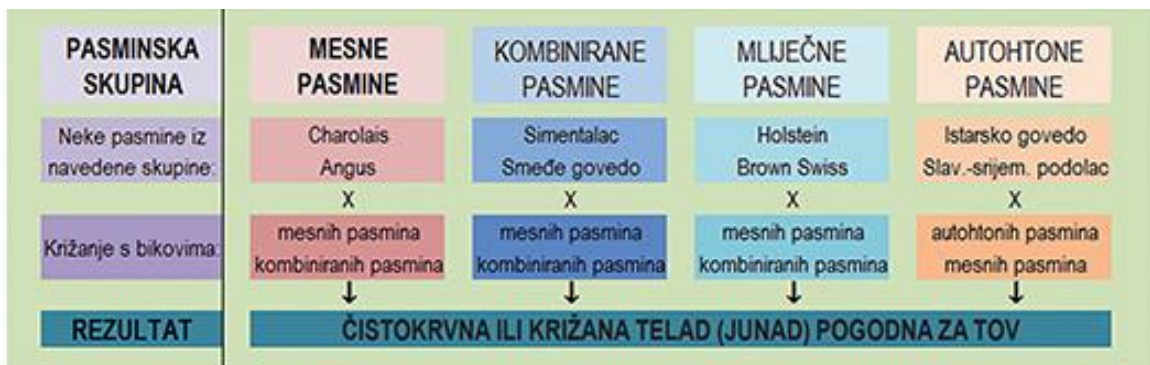 PASMINSKA
SKUPINA
MESNE
PASMINE
KOMBINIRANE
PASMINE
MLIJEČNE
PASMINE
AUTOHTONE
PASMINE
Neke pasmine iz
navedene skupine:
Charolais
Angus
Simentalac
Smeđe govedo
Holstein
Brown Swiss
Istarsko govedo
Slav.-srijem. podolac
X
X
X
X
Križanje s bikovima:
mesnih pasmina
kombiniranih pasmina
mesnih pasmina
kombiniranih pasmina
mesnih pasmina
kombiniranih pasmina
autohtonih pasmina
mesnih pasmina
REZULTAT
ČISTOKRVNA ILI KRIŽANA TELAD (JUNAD) POGODNA ZA TOV